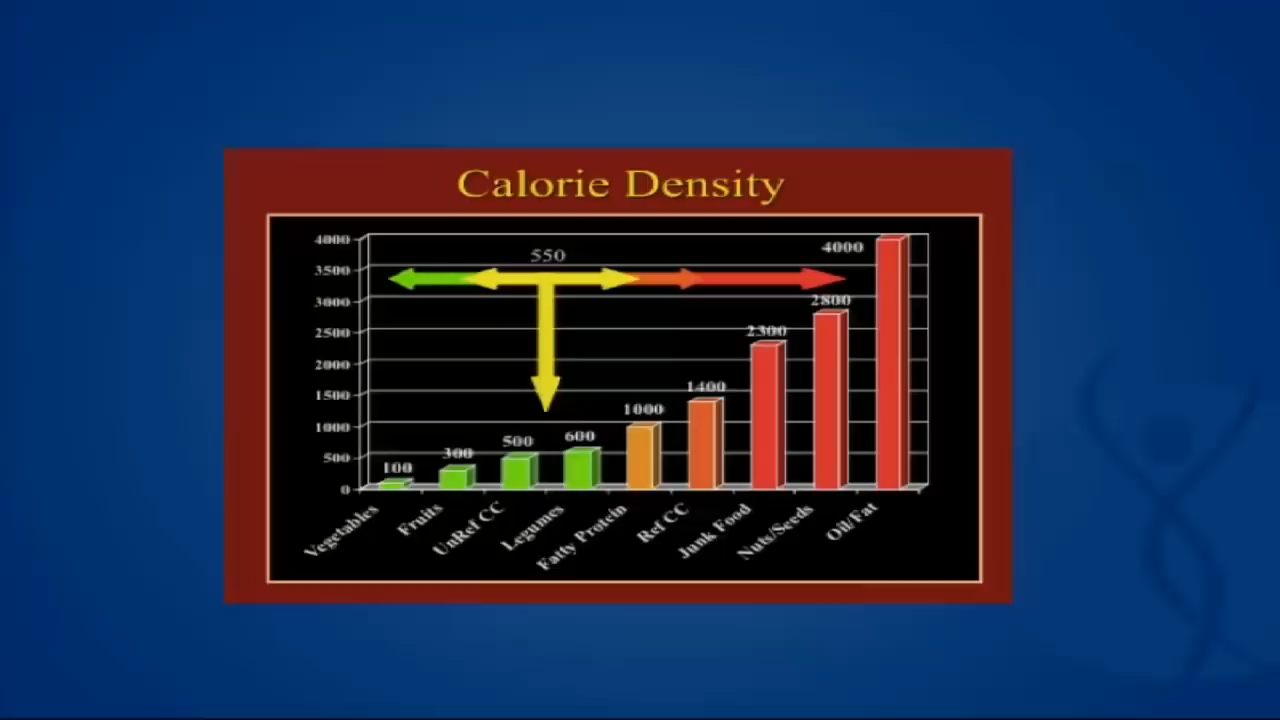 Calorie Density
4000
3500
3000
2500
2000
1500
1000
500
0
550
100
300
500
600
1000
1400
2300
2800
4000
Vegetables
Fruits
UnRef CC
Legumes
Fatty Protein
Ref CC
Junk Food
Nuts/Seeds
Oil/Fat